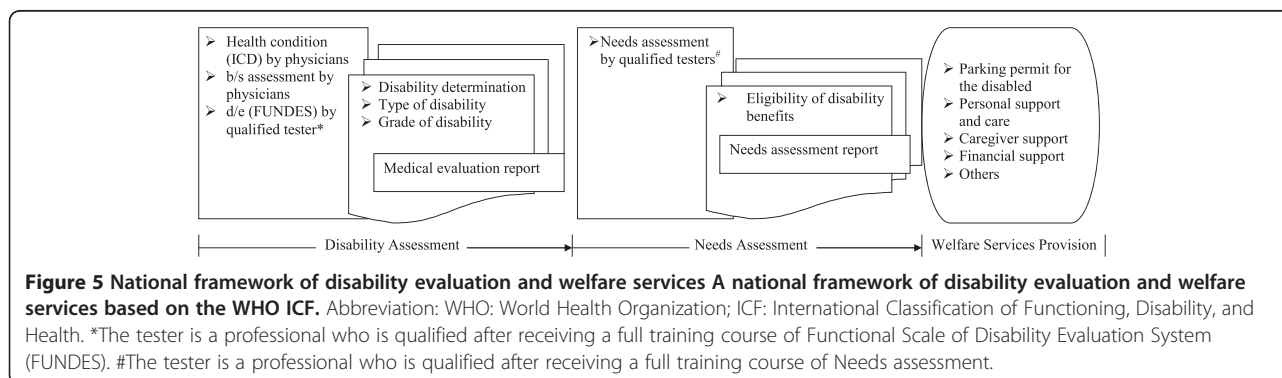 ➢ Health condition
(ICD) by physicians
➢ b/s assessment by
physicians
➢ d/e (FUNDES) by
qualified tester*
➢ Disability determination
➢ Type of disability
➢ Grade of disability
Medical evaluation report
➢Needs assessment
by qualified testers#
➢ Eligibility of disability
benefits
Needs assessment report
➢ Parking permit for
the disabled
➢ Personal support
and care
➢ Caregiver support
➢ Financial support
➢ Others
Disability Assessment
Needs Assessment
Welfare Services Provision
Figure 5 National framework of disability evaluation and welfare services A national framework of disability evaluation and welfare
services based on the WHO ICF. Abbreviation: WHO: World Health Organization; ICF: International Classification of Functioning, Disability, and
Health. *The tester is a professional who is qualified after receiving a full training course of Functional Scale of Disability Evaluation System
(FUNDES). #The tester is a professional who is qualified after receiving a full training course of Needs assessment.